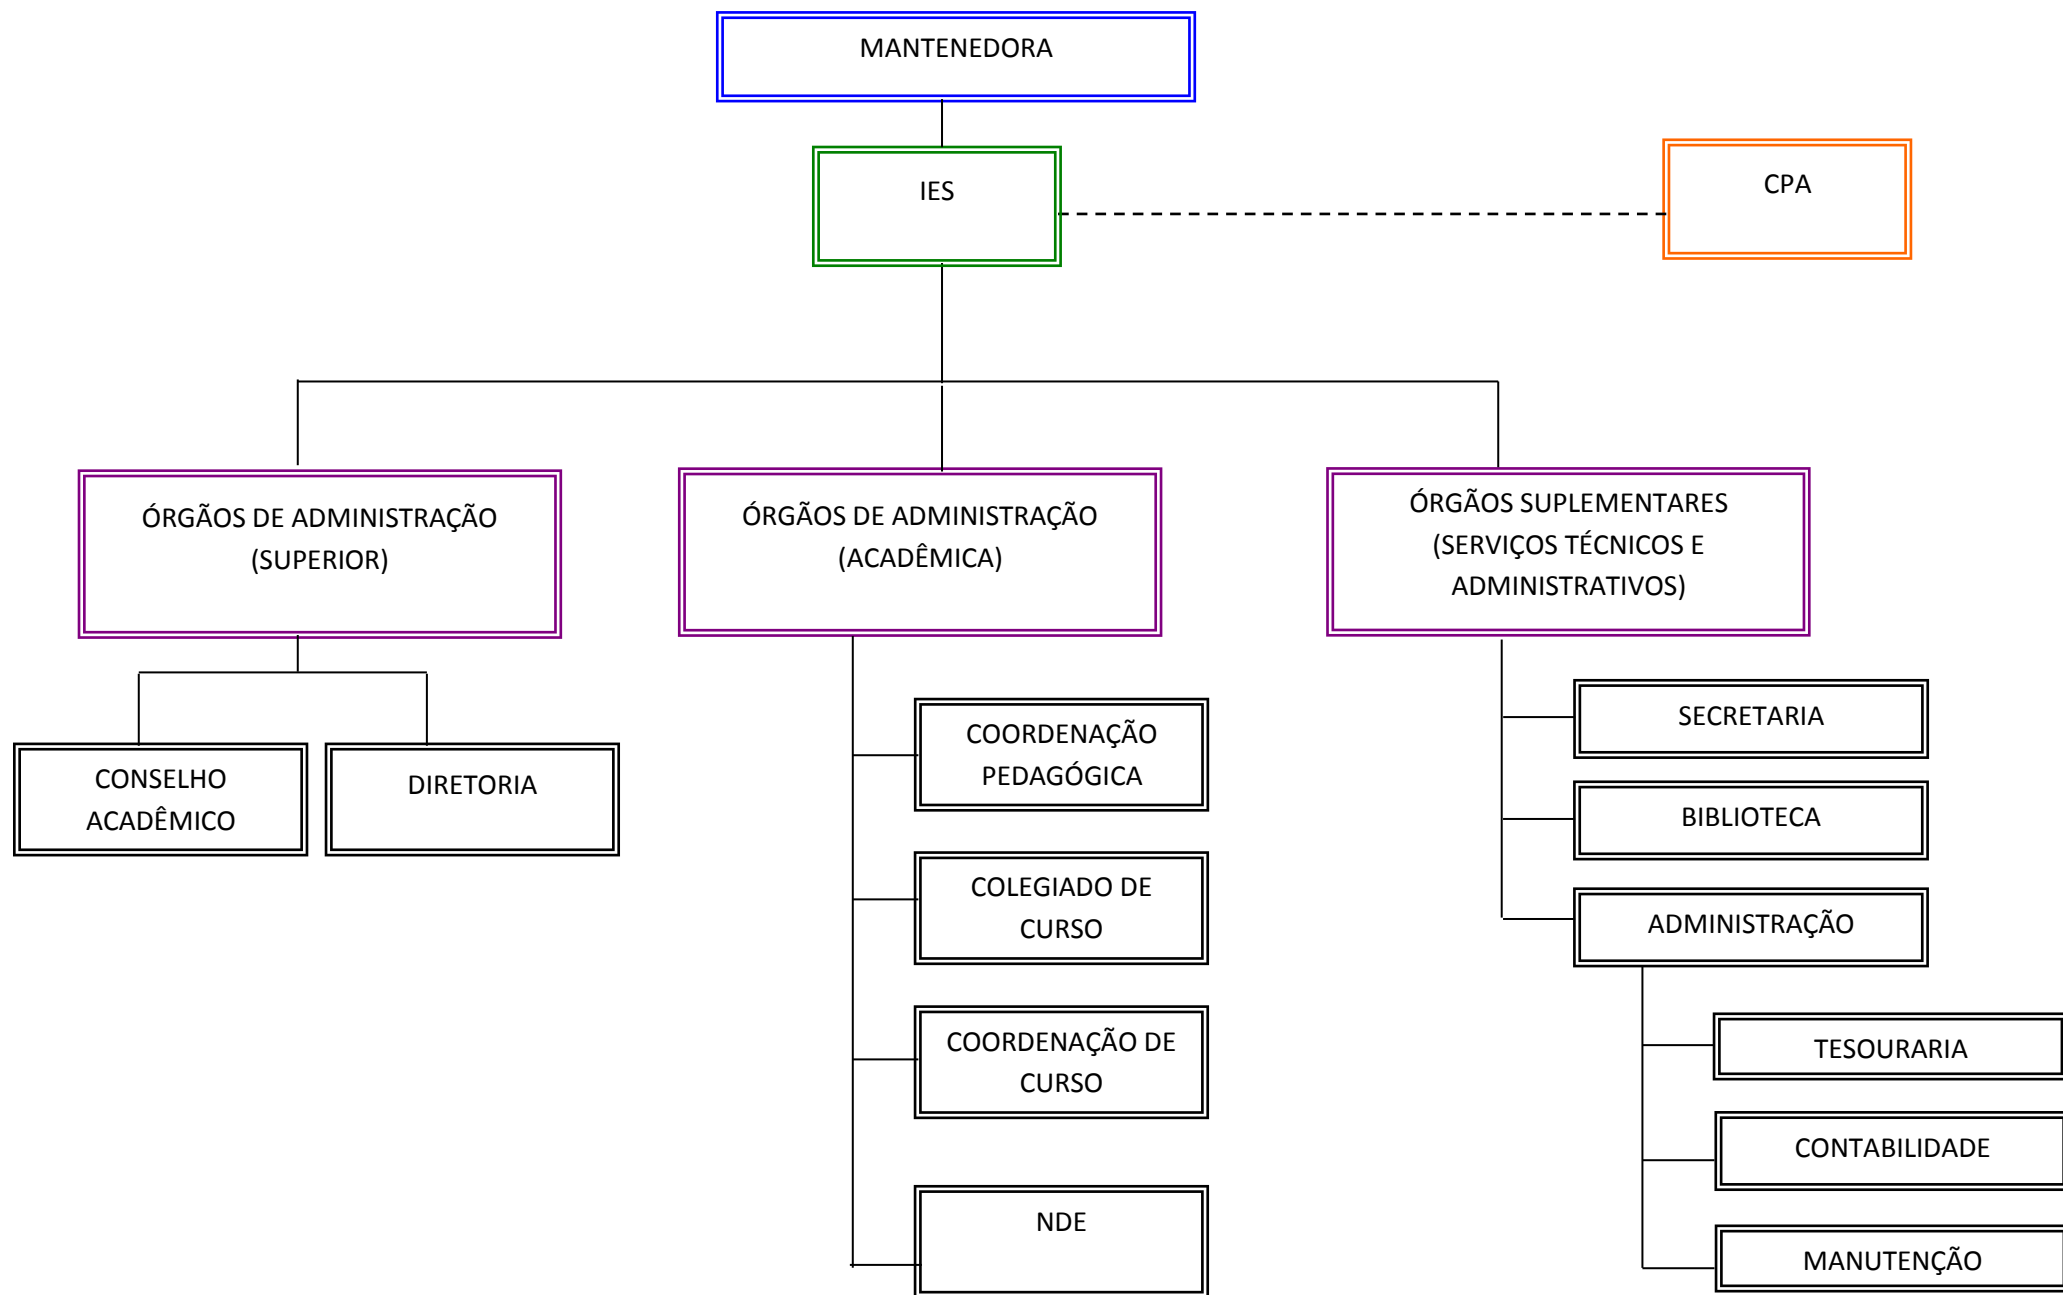 MANTENEDORA
IES
CPA
ÓRGÃOS DE ADMINISTRAÇÃO
(SUPERIOR)
ÓRGÃOS DE ADMINISTRAÇÃO
(ACADÊMICA)
ÓRGÃOS SUPLEMENTARES
(SERVIÇOS TÉCNICOS E
ADMINISTRATIVOS)
CONSELHO
ACADÊMICO
DIRETORIA
COORDENAÇÃO
PEDAGÓGICA
COLEGIADO DE
CURSO
COORDENAÇÃO DE
CURSO
NDE
SECRETARIA
BIBLIOTECA
ADMINISTRAÇÃO
TESOURARIA
CONTABILIDADE
MANUTENÇÃO